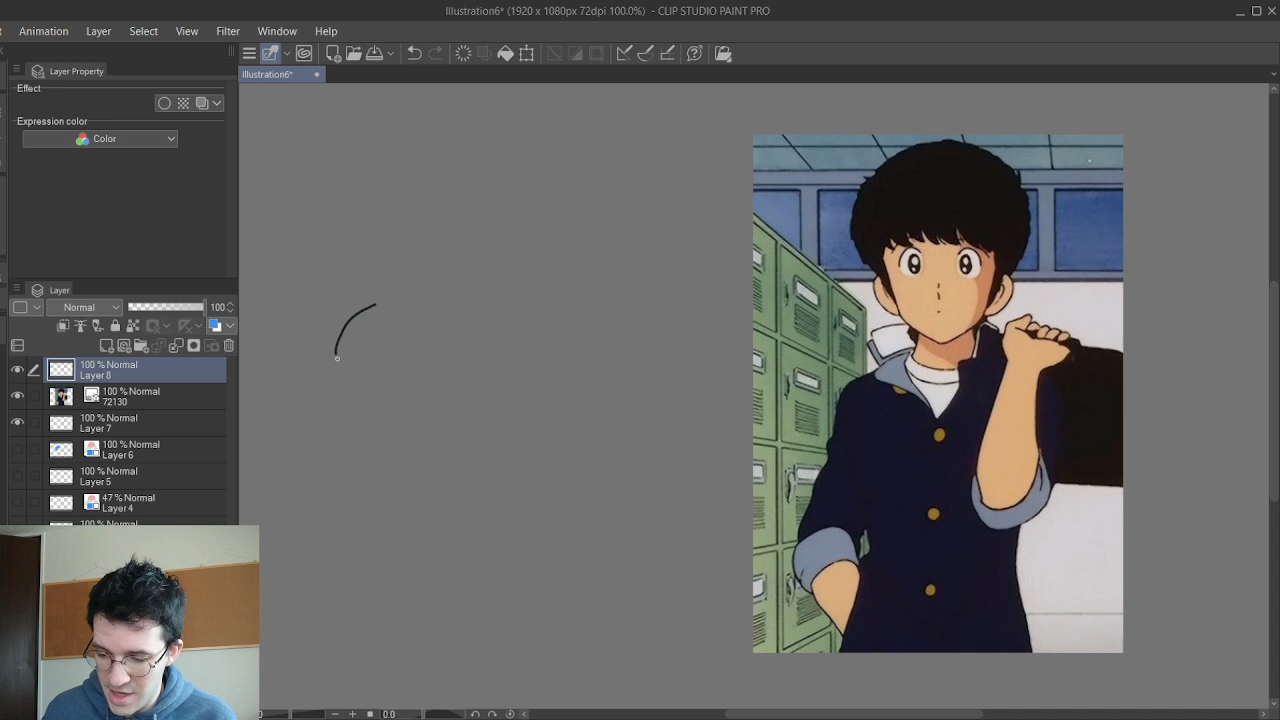 Illustration6* (1920 x 1080px 72dpi 100.0%) - CLIP STUDIO PAINT PRO
Animation Layer Select View Filter Window Help
Layer Property
Illustration6*
Effect
Expression color
Color
Layer
Normal 100
100 % Normal
Layer 8
100 % Normal
72130
100 % Normal
Layer 7
100 % Normal
Layer 6
100 % Normal
Layer 5
47 % Normal
Layer 4
100 % Normal
0.0